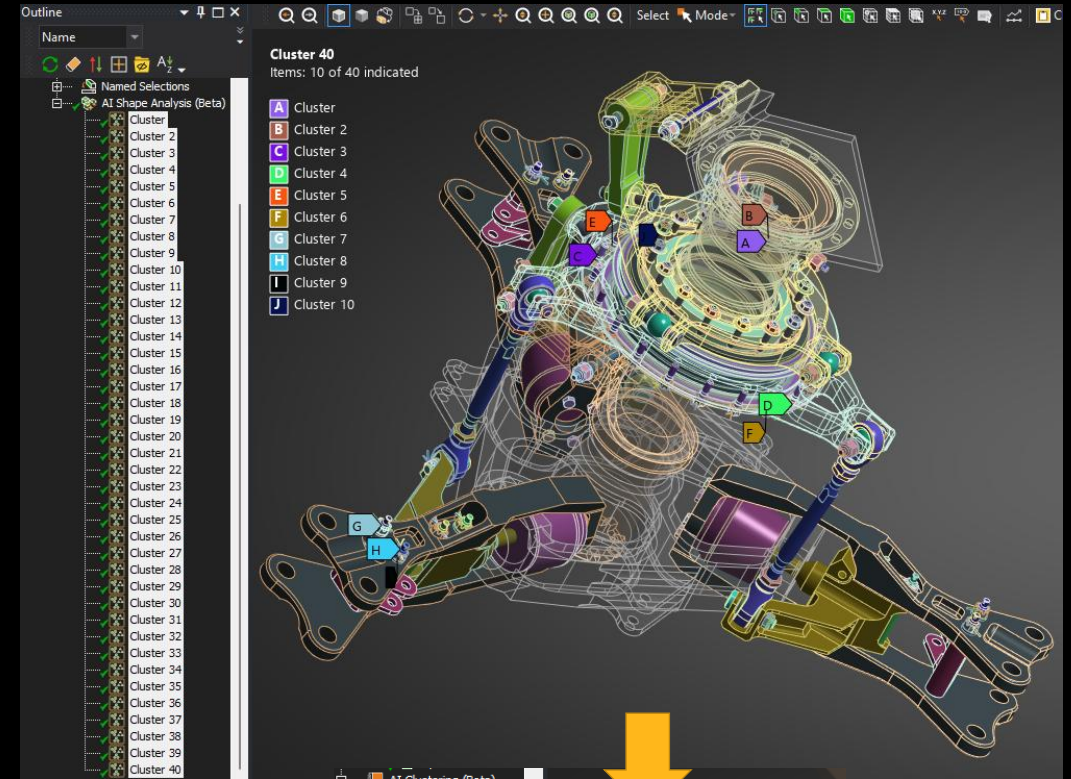 Outline
Select Mode
Name
Cluster 40
Items: 10 of 40 indicated
Named Selections
AI Shape Analysis (Beta)
Cluster
Cluster 2
Cluster 3
Cluster 4
Cluster 5
Cluster 6
Cluster 7
Cluster 8
Cluster 9
Cluster 10
Cluster 11
Cluster 12
Cluster 13
Cluster 14
Cluster 15
Cluster 16
Cluster 17
Cluster 18
Cluster 19
Cluster 20
Cluster 21
Cluster 22
Cluster 23
Cluster 24
Cluster 25
Cluster 26
Cluster 27
Cluster 28
Cluster 29
Cluster 30
Cluster 31
Cluster 32
Cluster 33
Cluster 34
Cluster 35
Cluster 36
Cluster 37
Cluster 38
Cluster 39
Cluster 40
A Cluster
B Cluster 2
C Cluster 3
D Cluster 4
E Cluster 5
F Cluster 6
G Cluster 7
H Cluster 8
I Cluster 9
J Cluster 10
B
E
A
C
D
F
G
H
AI Clustering (Beta)